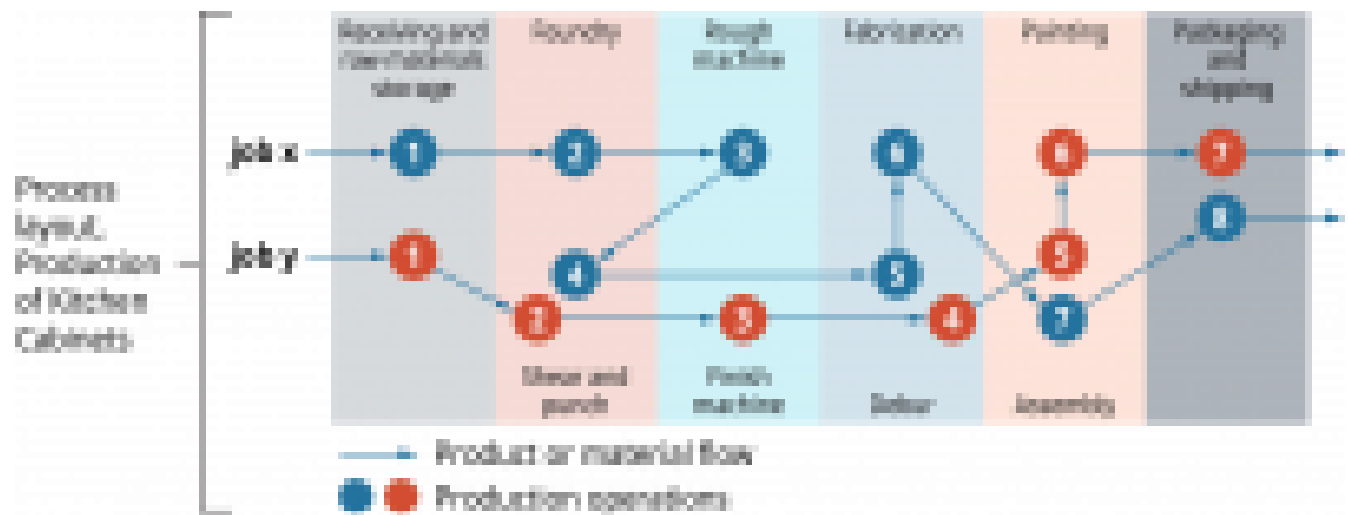 Receiving and
raw-materials
storage
Foundry
Rough
machine
Fabrication
Painting
Packaging
and
shipping
Job x
1
2
3
6
6
7
Process
layout,
Production
of Kitchen
Cabinets
8
Job y
1
4
5
5
2
3
4
7
Shear and
punch
Finish
machine
Debur
Assembly
Product or material flow
Production operations